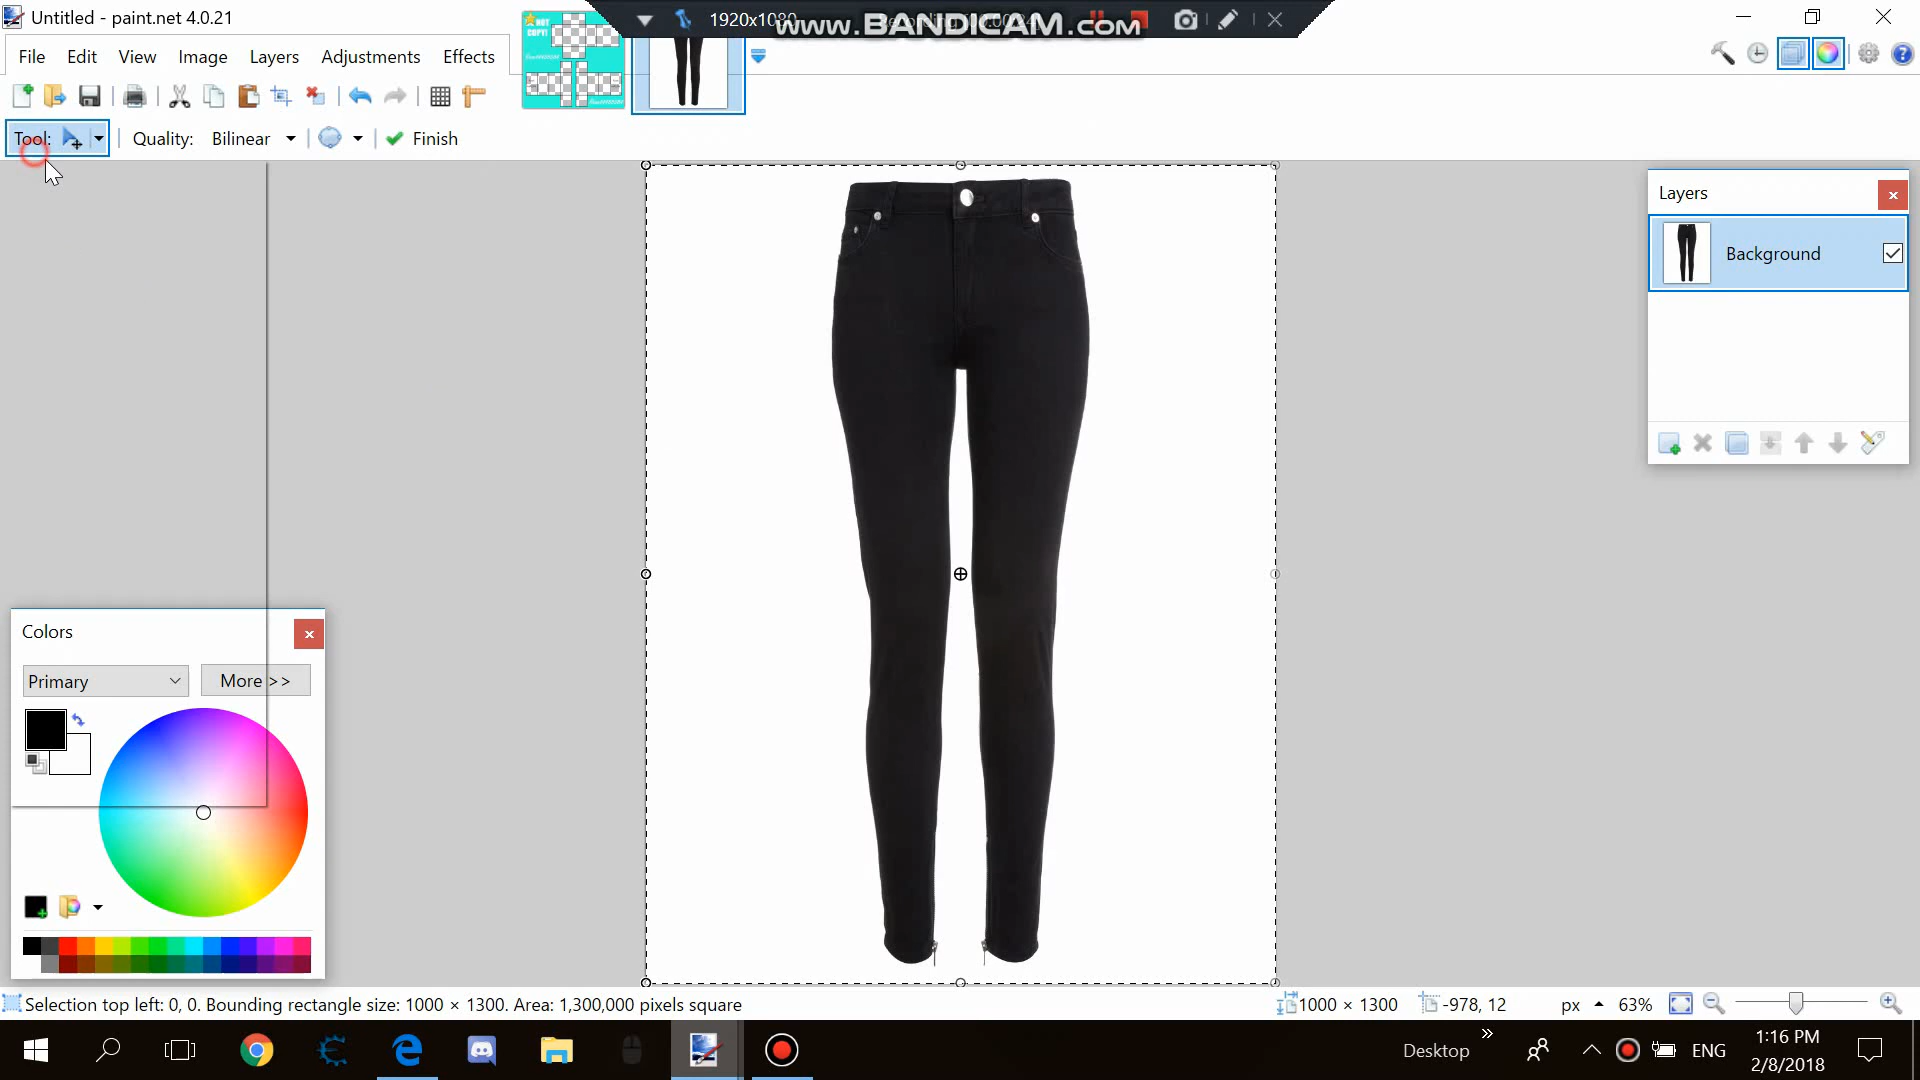 Untitled - paint.net 4.0.21
1920x1080
www.BANDICAM.com
File Edit View Image Layers Adjustments Effects
NOT
COPY!
Tool: Quality: Bilinear Finish
Layers
Background
Colors
Primary More >>
Selection top left: 0, 0. Bounding rectangle size: 1000 × 1300. Area: 1,300,000 pixels square
1000 × 1300 -978, 12 px 63%
Desktop ENG
1:16 PM
2/8/2018